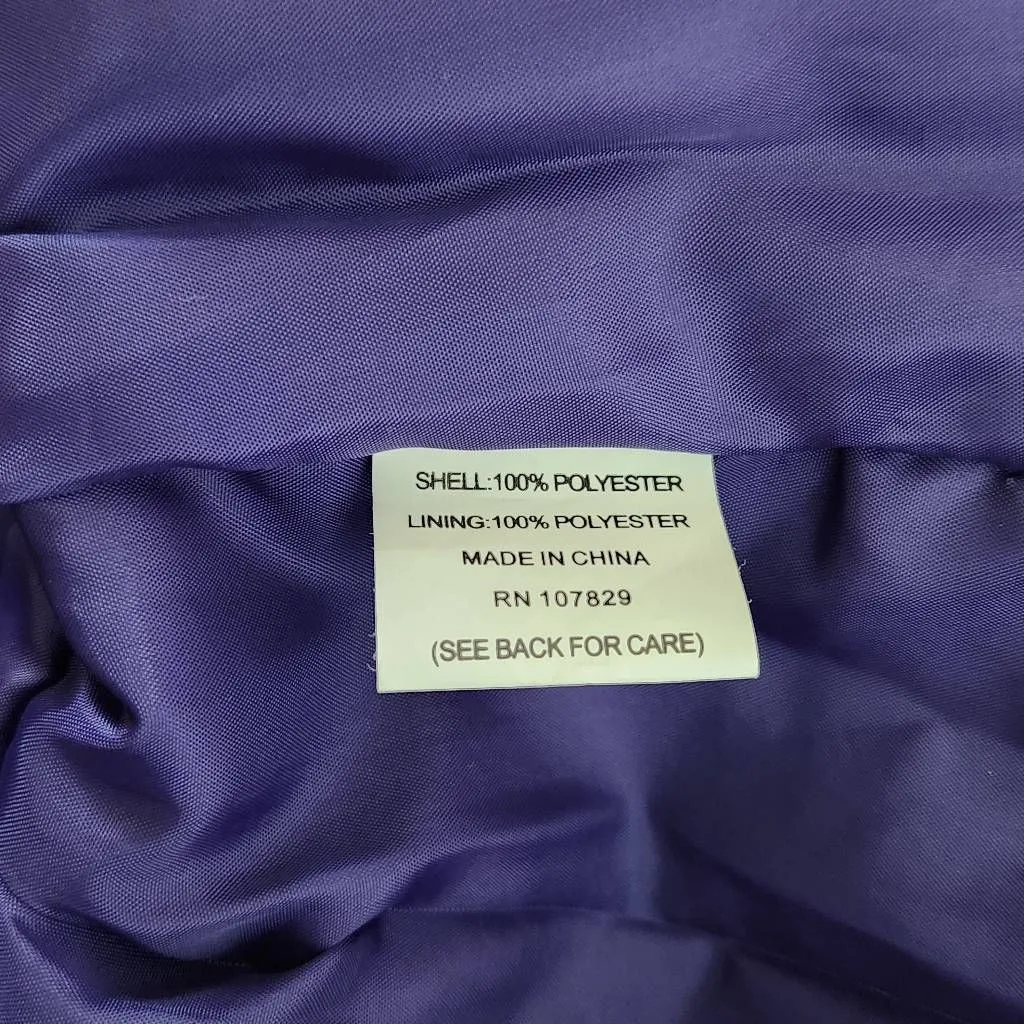 SHELL:100% POLYESTER
LINING:100% POLYESTER
MADE IN CHINA
RN 107829
(SEE BACK FOR CARE)